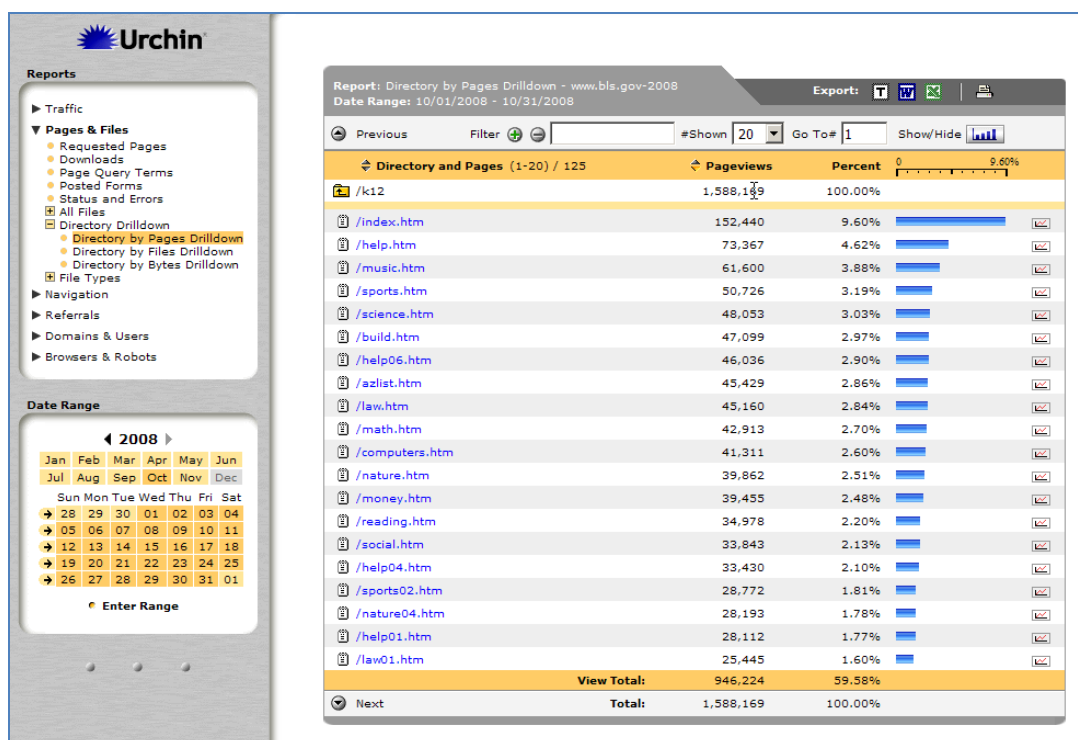 Urchin
Reports
Traffic
Pages & Files
Requested Pages
Downloads
Page Query Terms
Posted Forms
Status and Errors
All Files
Directory Drilldown
Directory by Pages Drilldown
Directory by Files Drilldown
Directory by Bytes Drilldown
File Types
Navigation
Referrals
Domains & Users
Browsers & Robots
Date Range
2008
Jan Feb Mar Apr May Jun
Jul Aug Sep Oct Nov Dec
Sun Mon Tue Wed Thu Fri Sat
28 29 30 01 02 03 04
05 06 07 08 09 10 11
12 13 14 15 16 17 18
19 20 21 22 23 24 25
26 27 28 29 30 31 01
Enter Range
Report: Directory by Pages Drilldown - www.bls.gov-2008
Date Range: 10/01/2008 - 10/31/2008
Export: T W X
Previous Filter #Shown 20 Go To# 1 Show/Hide
Directory and Pages (1-20) / 125 Pageviews Percent 0 9.60%
/k12 1,588,169 100.00%
/index.htm 152,440 9.60%
/help.htm 73,367 4.62%
/music.htm 61,600 3.88%
/sports.htm 50,726 3.19%
/science.htm 48,053 3.03%
/build.htm 47,099 2.97%
/help06.htm 46,036 2.90%
/azlist.htm 45,429 2.86%
/law.htm 45,160 2.84%
/math.htm 42,913 2.70%
/computers.htm 41,311 2.60%
/nature.htm 39,862 2.51%
/money.htm 39,455 2.48%
/reading.htm 34,978 2.20%
/social.htm 33,843 2.13%
/help04.htm 33,430 2.10%
/sports02.htm 28,772 1.81%
/nature04.htm 28,193 1.78%
/help01.htm 28,112 1.77%
/law01.htm 25,445 1.60%
View Total: 946,224 59.58%
Next Total: 1,588,169 100.00%